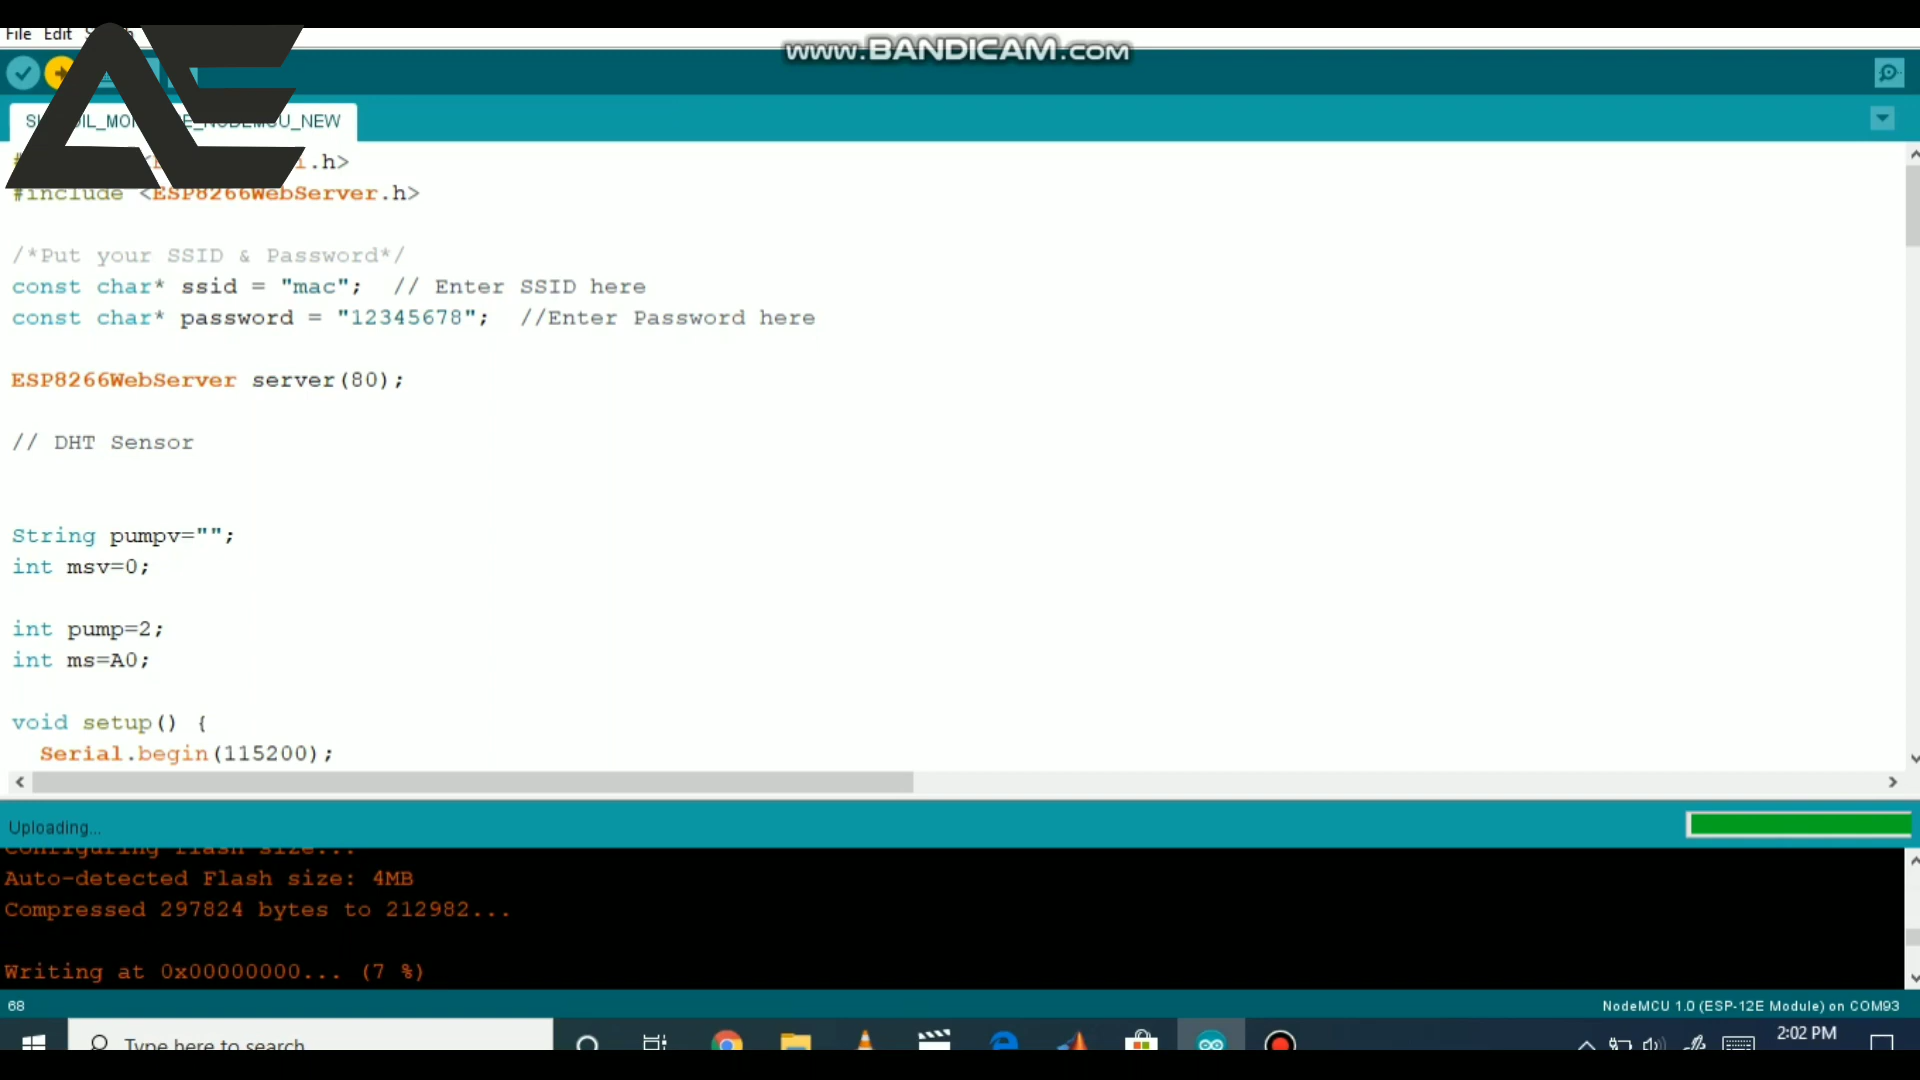 File Edit
www.BANDICAM.com
_NEW
.h>
#include <ESP8266WebServer.h>
/*Put your SSID & Password*/
const char* ssid = "mac";  // Enter SSID here
const char* password = "12345678";  //Enter Password here
ESP8266WebServer server(80);
// DHT Sensor
String pumpv="";
int msv=0;
int pump=2;
int ms=A0;
void setup() {
Serial.begin(115200);
Uploading...
Configuring flash size...
Auto-detected Flash size: 4MB
Compressed 297824 bytes to 212982...
Writing at 0x00000000... (7 %)
68
NodeMCU 1.0 (ESP-12E Module) on COM93
Type here to search
2:02 PM